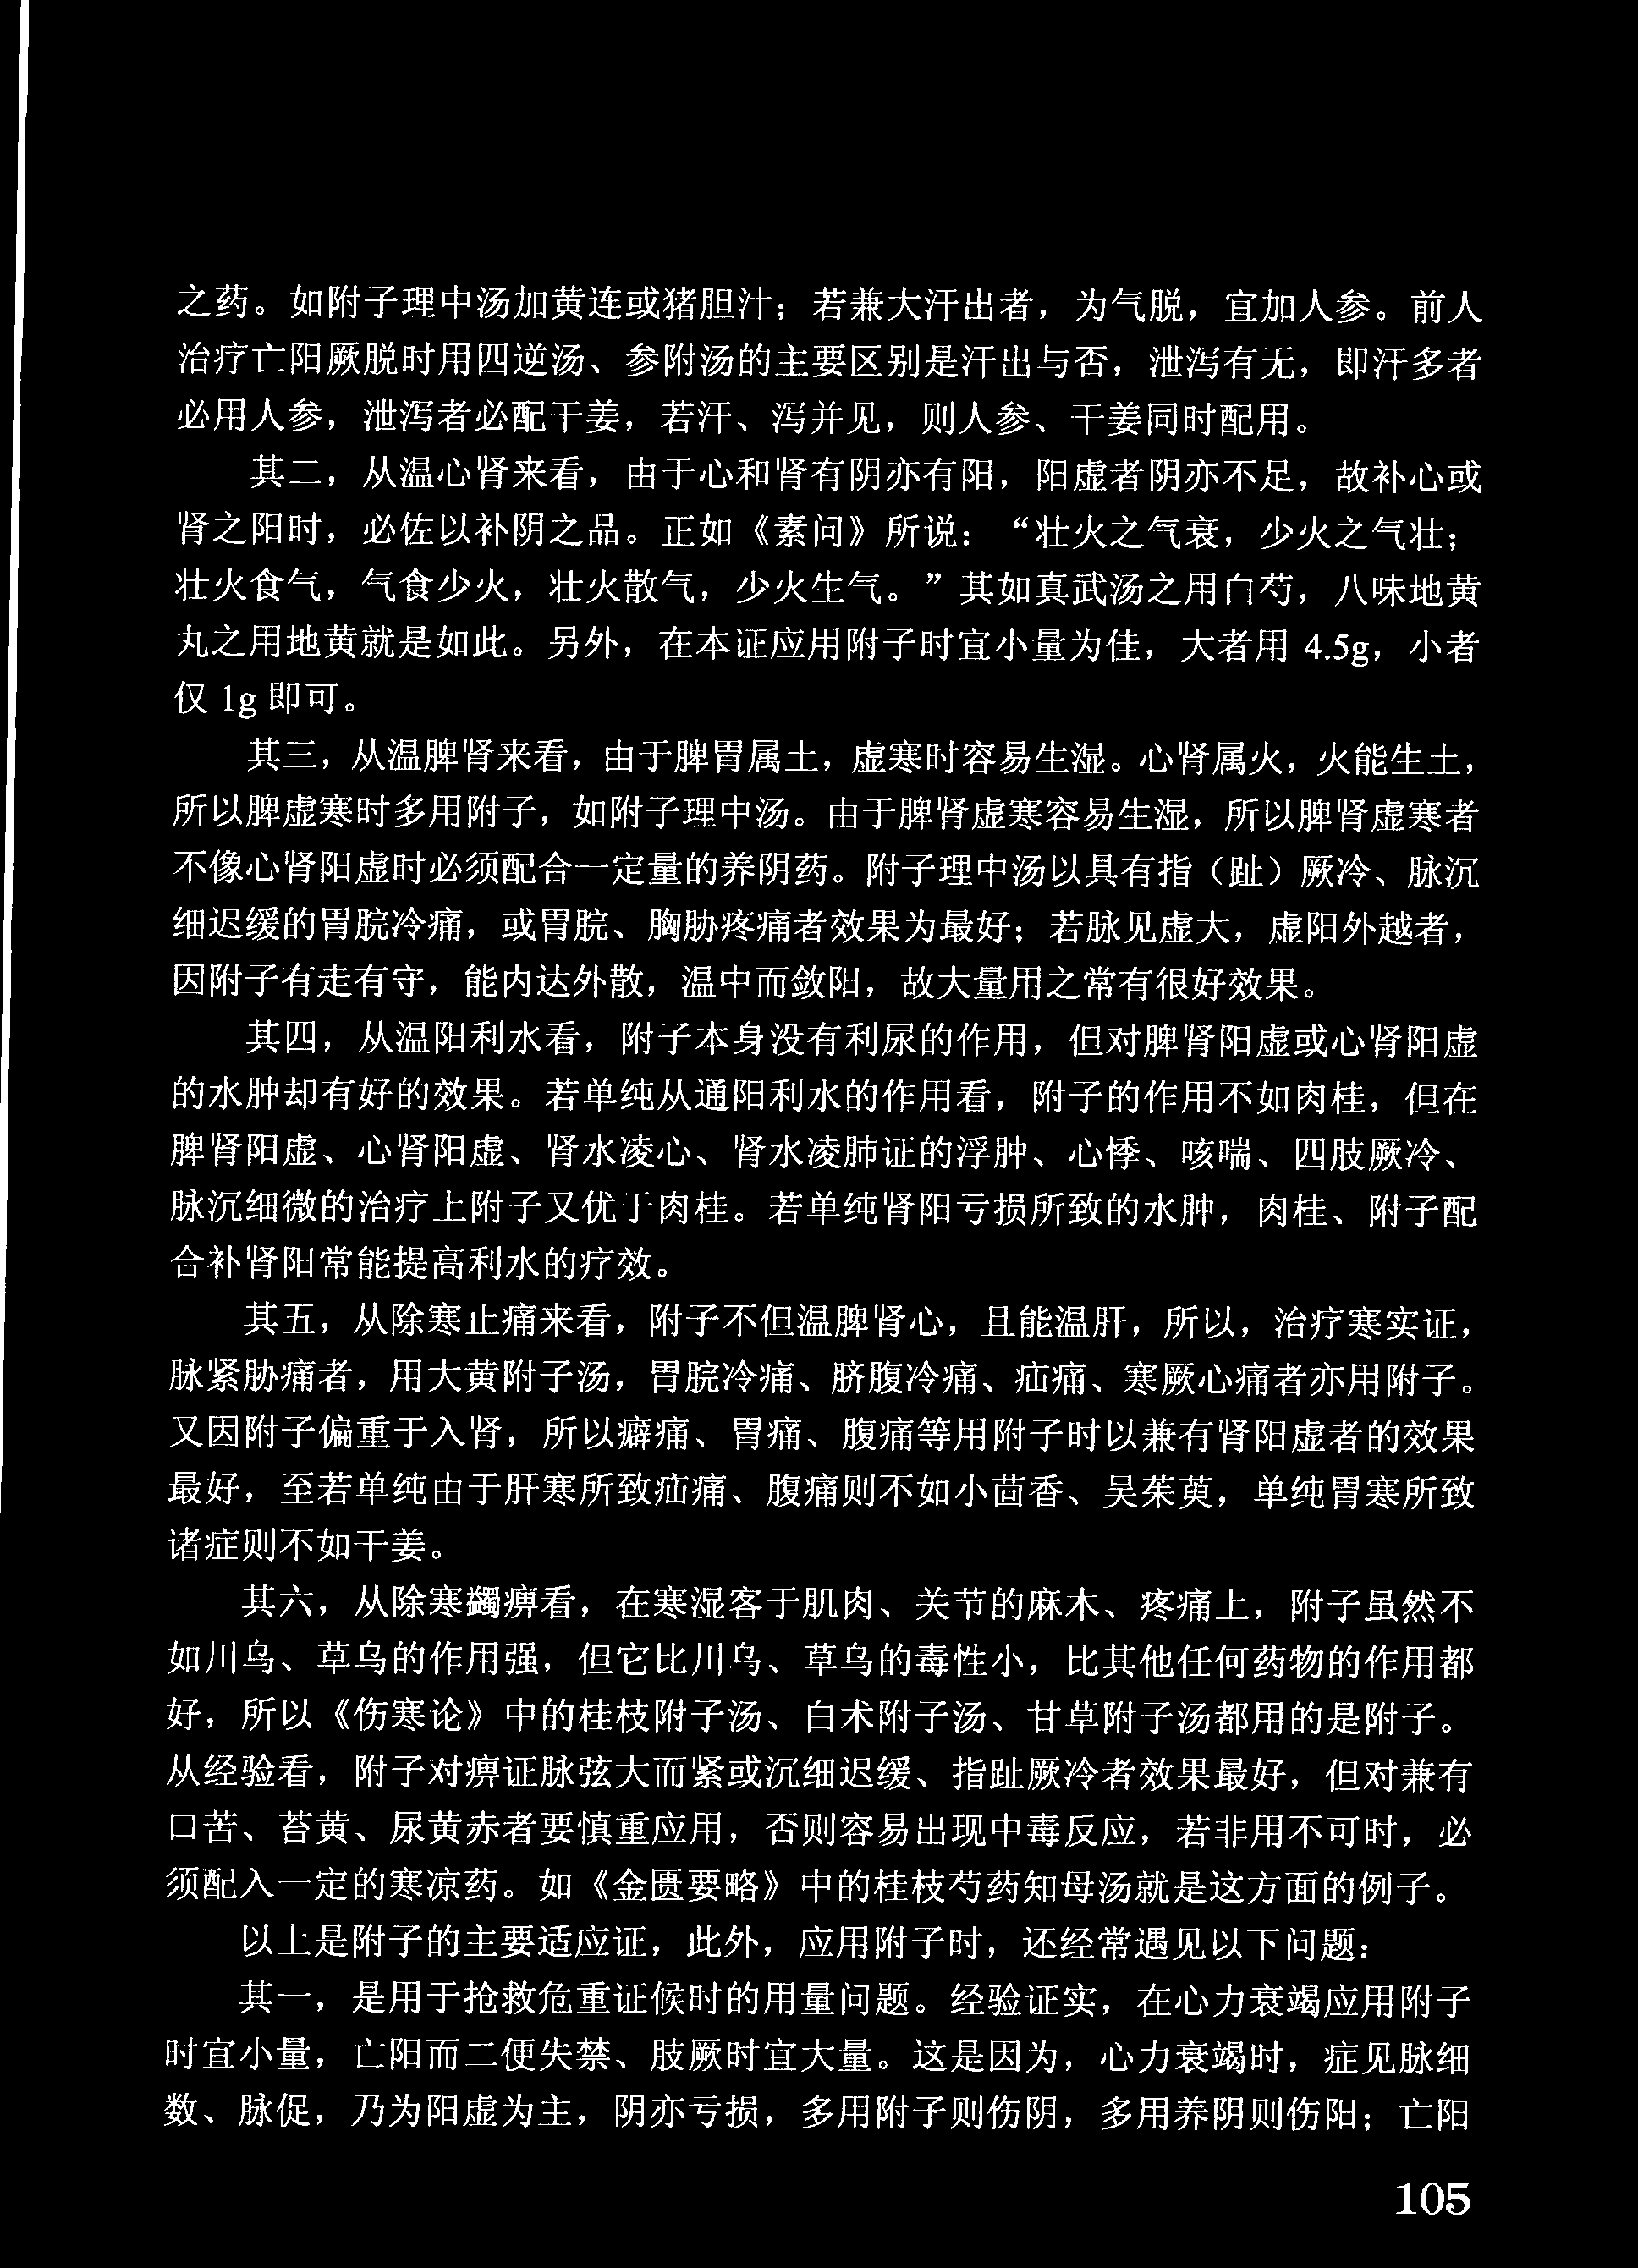 之药。如附子理中汤加黄连或猪胆汁；若兼大汗出者，为气脱，宜加人参。前人
治疗亡阳厥脱时用四逆汤、参附汤的主要区别是汗出与否，泄泻有无，即汗多者
必用人参，泄泻者必配干姜，若汗、泻并见，则人参、干姜同时配用。
其二，从温心肾来看，由于心和肾有阴亦有阳，阳虚者阴亦不足，故补心或
肾之阳时，必佐以补阴之品。正如《素问》所说：“壮火之气衰，少火之气壮；
壮火食气，气食少火，壮火散气，少火生气。”其如真武汤之用白芍，八味地黄
丸之用地黄就是如此。另外，在本证应用附子时宜小量为佳，大者用 4.5g，小者
仅 1g 即可。
其三，从温脾肾来看，由于脾胃属土，虚寒时容易生湿。心肾属火，火能生土，
所以脾虚寒时多用附子，如附子理中汤。由于脾肾虚寒容易生湿，所以脾肾虚寒者
不像心肾阳虚时必须配合一定量的养阴药。附子理中汤以具有指（趾）厥冷、脉沉
细迟缓的胃脘冷痛，或胃脘、胸胁疼痛者效果为最好；若脉见虚大，虚阳外越者，
因附子有走有守，能内达外散，温中而敛阳，故大量用之常有很好效果。
其四，从温阳利水看，附子本身没有利尿的作用，但对脾肾阳虚或心肾阳虚
的水肿却有好的效果。若单纯从通阳利水的作用看，附子的作用不如肉桂，但在
脾肾阳虚、心肾阳虚、肾水凌心、肾水凌肺证的浮肿、心悸、咳喘、四肢厥冷、
脉沉细微的治疗上附子又优于肉桂。若单纯肾阳亏损所致的水肿，肉桂、附子配
合补肾阳常能提高利水的疗效。
其五，从除寒止痛来看，附子不但温脾肾心，且能温肝，所以，治疗寒实证，
脉紧胁痛者，用大黄附子汤，胃脘冷痛、脐腹冷痛、疝痛、寒厥心痛者亦用附子。
又因附子偏重于入肾，所以癖痛、胃痛、腹痛等用附子时以兼有肾阳虚者的效果
最好，至若单纯由于肝寒所致疝痛、腹痛则不如小茴香、吴茱萸，单纯胃寒所致
诸症则不如干姜。
其六，从除寒蠲痹看，在寒湿客于肌肉、关节的麻木、疼痛上，附子虽然不
如川乌、草乌的作用强，但它比川乌、草乌的毒性小，比其他任何药物的作用都
好，所以《伤寒论》中的桂枝附子汤、白术附子汤、甘草附子汤都用的是附子。
从经验看，附子对痹证脉弦大而紧或沉细迟缓、指趾厥冷者效果最好，但对兼有
口苦、苔黄、尿黄赤者要慎重应用，否则容易出现中毒反应，若非用不可时，必
须配入一定的寒凉药。如《金匮要略》中的桂枝芍药知母汤就是这方面的例子。
以上是附子的主要适应证，此外，应用附子时，还经常遇见以下问题：
其一，是用于抢救危重证候时的用量问题。经验证实，在心力衰竭应用附子
时宜小量，亡阳而二便失禁、肢厥时宜大量。这是因为，心力衰竭时，症见脉细
数、脉促，乃为阳虚为主，阴亦亏损，多用附子则伤阴，多用养阴则伤阳；亡阳
105